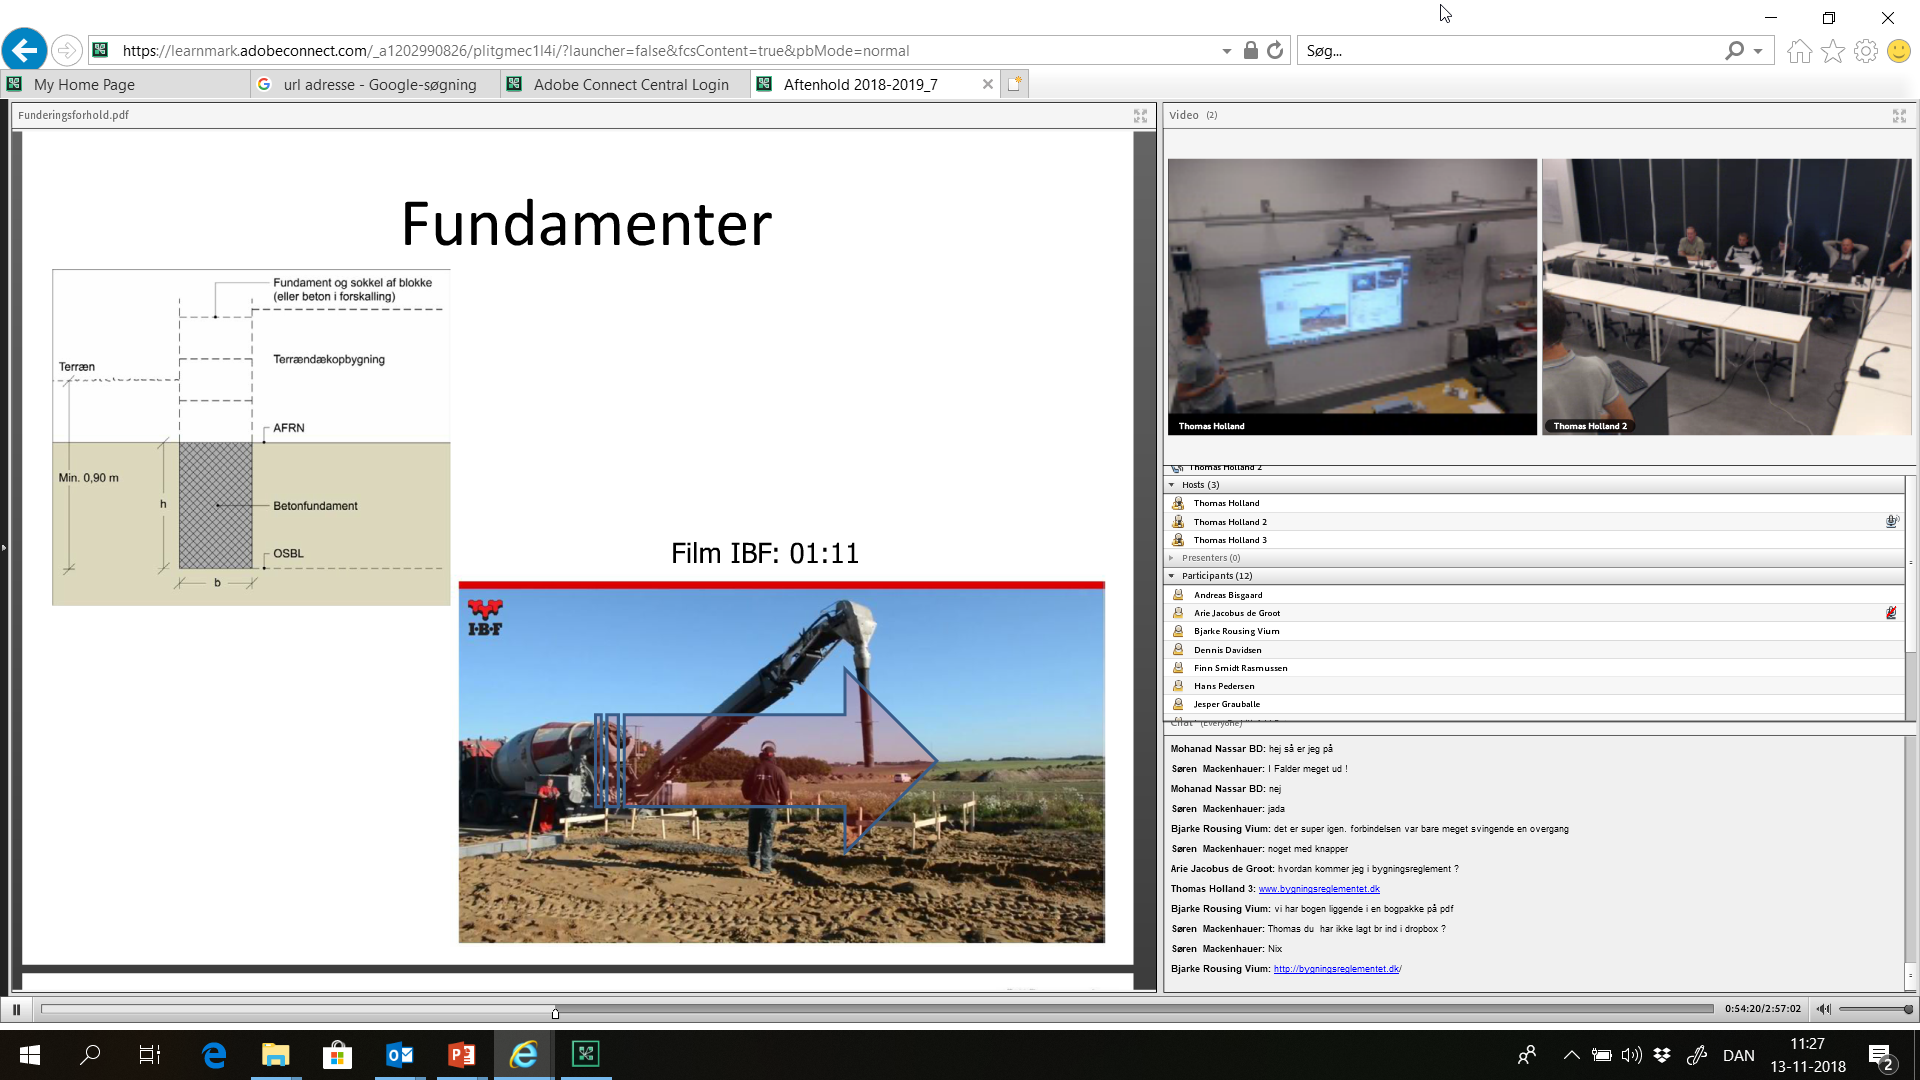 https://learnmark.adobeconnect.com/_a1202990826/plitgmec1l4i/?launcher=false&fcsContent=true&pbMode=normal
Søg...
My Home Page
url adresse - Google-søgning
Adobe Connect Central Login
Aftenhold 2018-2019_7
Funderingsforhold.pdf
Fundamenter
Fundament og sokkel af blokke
(eller beton i forskalling)
Terrændækopbygning
Terræn
AFRN
Min. 0,90 m
h
Betonfundament
OSBL
b
Film IBF: 01:11
I·B·F
Video (2)
Thomas Holland
Thomas Holland 2
Thomas Holland 2
Hosts (3)
Thomas Holland
Thomas Holland 2
Thomas Holland 3
Presenters (0)
Participants (12)
Andreas Bisgaard
Arie Jacobus de Groot
Bjarke Rousing Vium
Dennis Davidsen
Finn Smidt Rasmussen
Hans Pedersen
Jesper Grauballe
Chat (Everyone)
Mohanad Nassar BD: hej så er jeg på
Søren Mackenhauer: I Falder meget ud !
Mohanad Nassar BD: nej
Søren Mackenhauer: jada
Bjarke Rousing Vium: det er super igen. forbindelsen var bare meget svingende en overgang
Søren Mackenhauer: noget med knapper
Arie Jacobus de Groot: hvordan kommer jeg i bygningsreglement ?
Thomas Holland 3: www.bygningsreglementet.dk
Bjarke Rousing Vium: vi har bogen liggende i en bogpakke på pdf
Søren Mackenhauer: Thomas du har ikke lagt br ind i dropbox ?
Søren Mackenhauer: Nix
Bjarke Rousing Vium: http://bygningsreglementet.dk/
0:54:20/2:57:02
DAN
11:27
13-11-2018
2